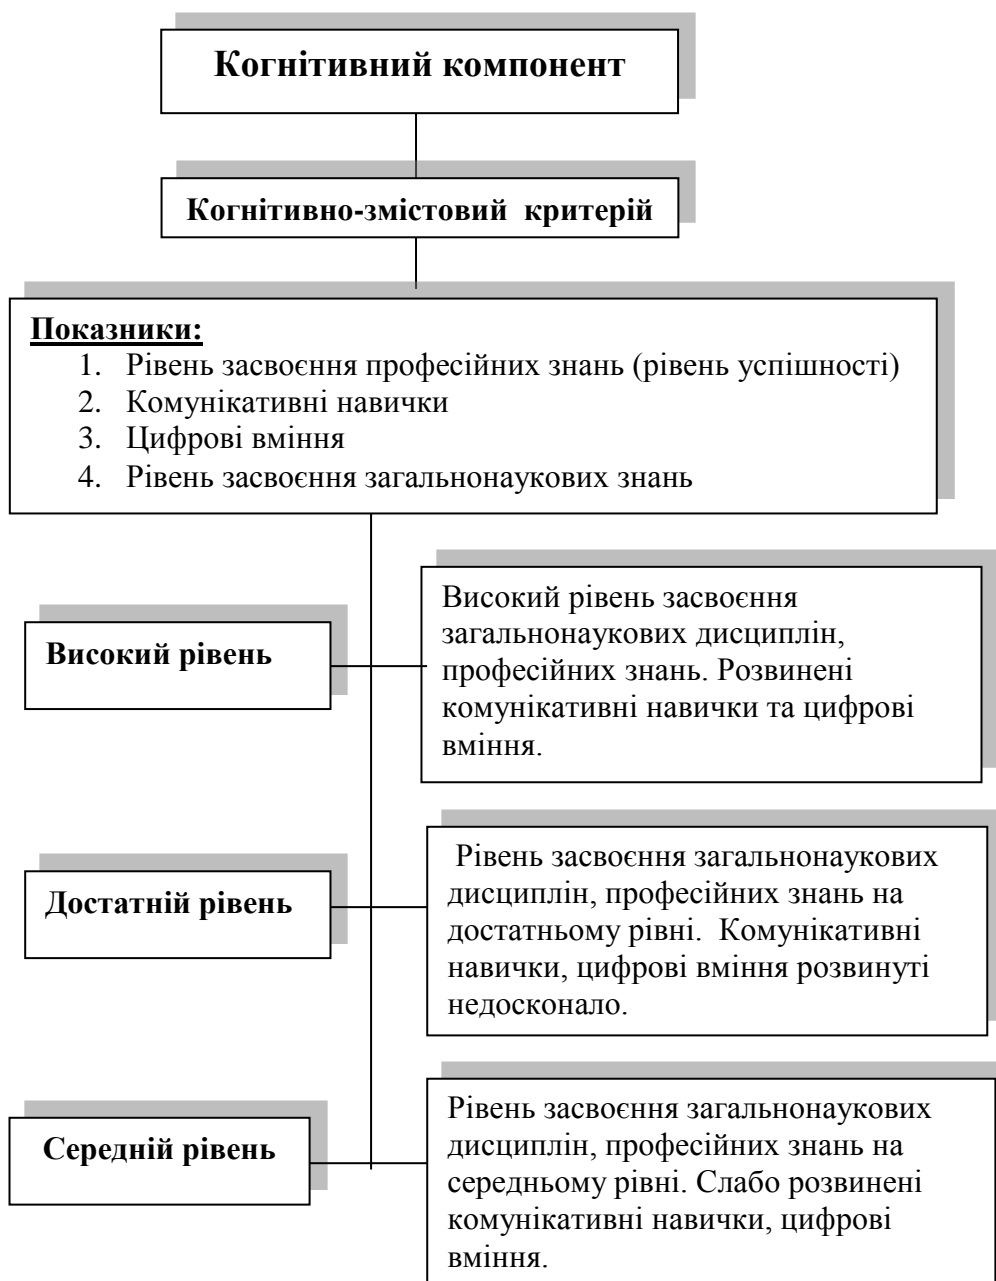 Когнітивний компонент
Когнітивно-змістовий критерій
Показники:
1. Рівень засвоєння професійних знань (рівень успішності)
2. Комунікативні навички
3. Цифрові вміння
4. Рівень засвоєння загальнонаукових знань
Високий рівень
Високий рівень засвоєння
загальнонаукових дисциплін,
професійних знань. Розвинені
комунікативні навички та цифрові
вміння.
Достатній рівень
Рівень засвоєння загальнонаукових
дисциплін, професійних знань на
достатньому рівні. Комунікативні
навички, цифрові вміння розвинуті
недосконало.
Середній рівень
Рівень засвоєння загальнонаукових
дисциплін, професійних знань на
середньому рівні. Слабо розвинені
комунікативні навички, цифрові
вміння.